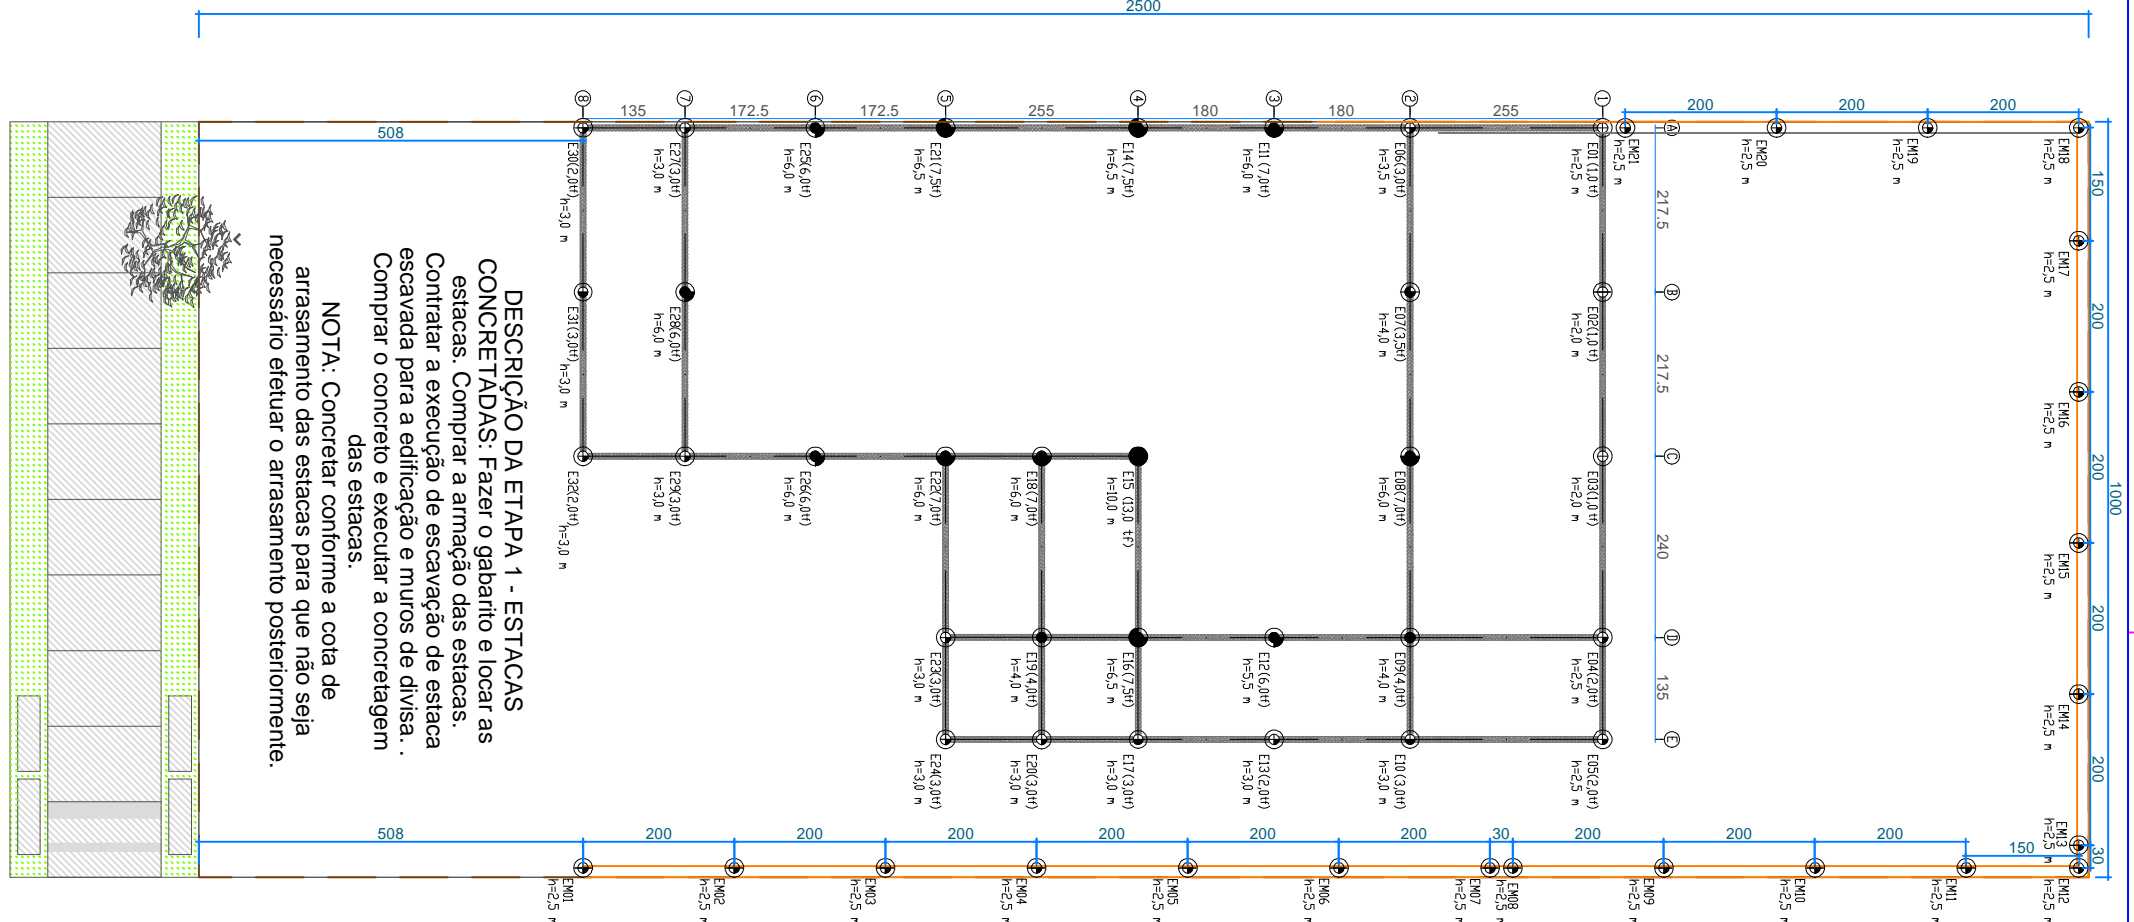 2500
8
7
6
5
4
3
2
1
135
172.5
172.5
255
180
180
255
200
200
200
508
A
B
C
D
E
217.5
217.5
240
135
150
200
200
200
200
30
1000
E30(2,0tf)
h=3,0 m
E27(3,0tf)
h=3,0 m
E25(6,0tf)
h=6,0 m
E21(7,5tf)
h=6,5 m
E14(7,5tf)
h=6,5 m
E11(7,0tf)
h=6,0 m
E06(3,0tf)
h=3,5 m
E01(1,0tf)
h=2,5 m
EM21
h=2,5 m
EM20
h=2,5 m
EM19
h=2,5 m
EM18
h=2,5 m
EM17
h=2,5 m
EM16
h=2,5 m
EM15
h=2,5 m
EM14
h=2,5 m
EM13
h=2,5 m
E31(3,0tf)
h=3,0 m
E28(6,0tf)
h=6,0 m
E07(3,5tf)
h=4,0 m
E02(1,0tf)
h=2,0 m
E32(2,0tf)
h=3,0 m
E29(3,0tf)
h=3,0 m
E26(6,0tf)
h=6,0 m
E22(7,0tf)
h=6,0 m
E18(7,0tf)
h=6,0 m
E15 (13,0 tf)
h=10,0 m
E08(7,0tf)
h=6,0 m
E03(1,0tf)
h=2,0 m
E23(3,0tf)
h=3,0 m
E19(4,0tf)
h=4,0 m
E16(7,5tf)
h=6,5 m
E12(6,0tf)
h=5,5 m
E09(4,0tf)
h=4,0 m
E04(2,0tf)
h=2,5 m
E24(3,0tf)
h=3,0 m
E20(3,0tf)
h=3,0 m
E17(3,0tf)
h=3,0 m
E13(2,0tf)
h=3,0 m
E10(3,0tf)
h=3,0 m
E05(2,0tf)
h=2,5 m
DESCRIÇÃO DA ETAPA 1 - ESTACAS
CONCRETADAS: Fazer o gabarito e locar as
estacas. Comprar a armação das estacas.
Contratar a execução de escavação de estaca
escavada para a edificação e muros de divisa. .
Comprar o concreto e executar a concretagem
das estacas.
NOTA: Concretar conforme a cota de
arrasamento das estacas para que não seja
necessário efetuar o arrasamento posteriormente.
508
200
200
200
200
200
200
30
200
200
200
150
EM01
h=2,5 m
EM02
h=2,5 m
EM03
h=2,5 m
EM04
h=2,5 m
EM05
h=2,5 m
EM06
h=2,5 m
EM07
h=2,5 m
EM08
h=2,5 m
EM09
h=2,5 m
EM10
h=2,5 m
EM11
h=2,5 m
EM12
h=2,5 m